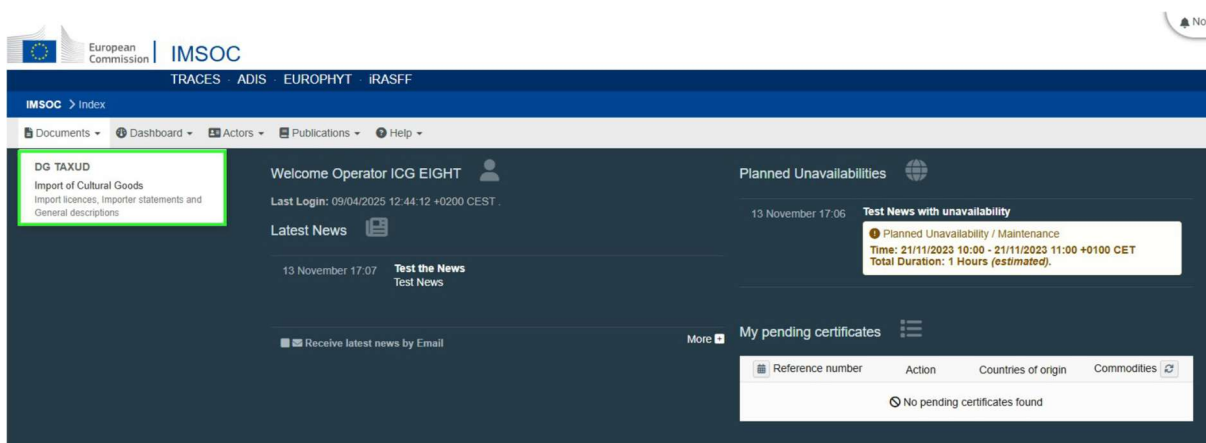 No
European
Commission
IMSOC
TRACES · ADIS · EUROPHYT · iRASFF
IMSOC > Index
Documents Dashboard Actors Publications Help
DG TAXUD
Import of Cultural Goods
Import licences, Importer statements and
General descriptions
Welcome Operator ICG EIGHT
Last Login: 09/04/2025 12:44:12 +0200 CEST .
Latest News
13 November 17:07 Test the News
Test News
Receive latest news by Email
More
Planned Unavailabilities
13 November 17:06 Test News with unavailability
Planned Unavailability / Maintenance
Time: 21/11/2023 10:00 - 21/11/2023 11:00 +0100 CET
Total Duration: 1 Hours (estimated).
My pending certificates
Reference number Action Countries of origin Commodities
No pending certificates found